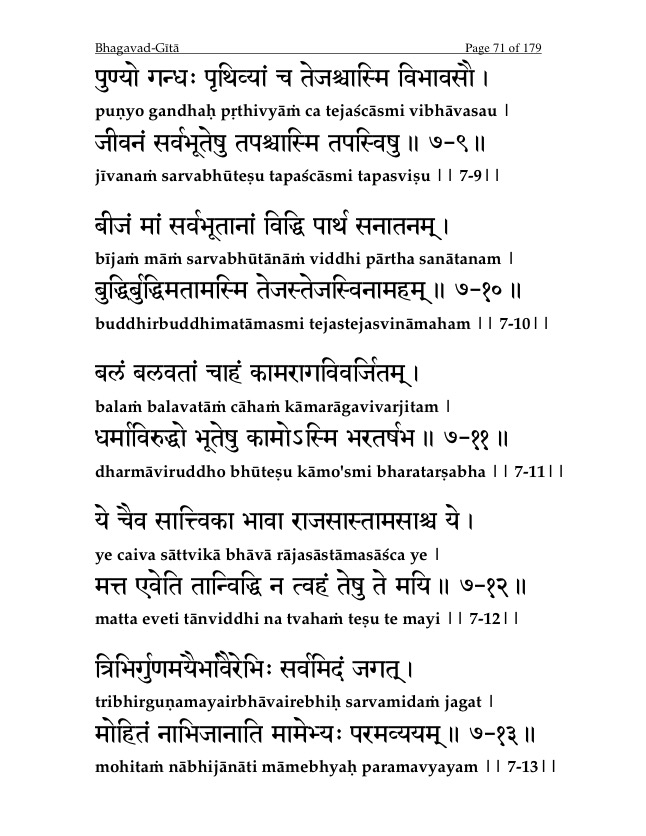 Bhagavad-Gītā Page 71 of 179
पुण्यो गन्धः पृथिव्यां च तेजश्चास्मि विभावसौ ।
puṇyo gandhaḥ pṛthivyāṁ ca tejaścāsmi vibhāvasau |
जीवनं सर्वभूतेषु तपश्चास्मि तपस्विषु ॥ ७-९॥
jīvanaṁ sarvabhūteṣu tapaścāsmi tapasviṣu || 7-9||
बीजं मां सर्वभूतानां विद्धि पार्थ सनातनम् ।
bījaṁ māṁ sarvabhūtānāṁ viddhi pārtha sanātanam |
बुद्धिर्बुद्धिमतामस्मि तेजस्तेजस्विनामहम् ॥ ७-१०॥
buddhirbuddhimatāmasmi tejastejasvināmaham || 7-10||
बलं बलवतां चाहं कामरागविवर्जितम् ।
balaṁ balavatāṁ cāhaṁ kāmarāgavivarjitam |
धर्माविरुद्धो भूतेषु कामोऽस्मि भरतर्षभ ॥ ७-११॥
dharmāviruddho bhūteṣu kāmo'smi bharatarṣabha || 7-11||
ये चैव सात्त्विका भावा राजसास्तामसाश्च ये ।
ye caiva sāttvikā bhāvā rājasāstāmasāśca ye |
मत्त एवेति तान्विद्धि न त्वहं तेषु ते मयि ॥ ७-१२॥
matta eveti tānviddhi na tvahaṁ teṣu te mayi || 7-12||
त्रिभिर्गुणमयैर्भावैरेभिः सर्वमिदं जगत् ।
tribhirguṇamayairbhāvairebhiḥ sarvamidaṁ jagat |
मोहितं नाभिजानाति मामेभ्यः परमव्ययम् ॥ ७-१३॥
mohitaṁ nābhijānāti māmebhyaḥ paramavyayam || 7-13||